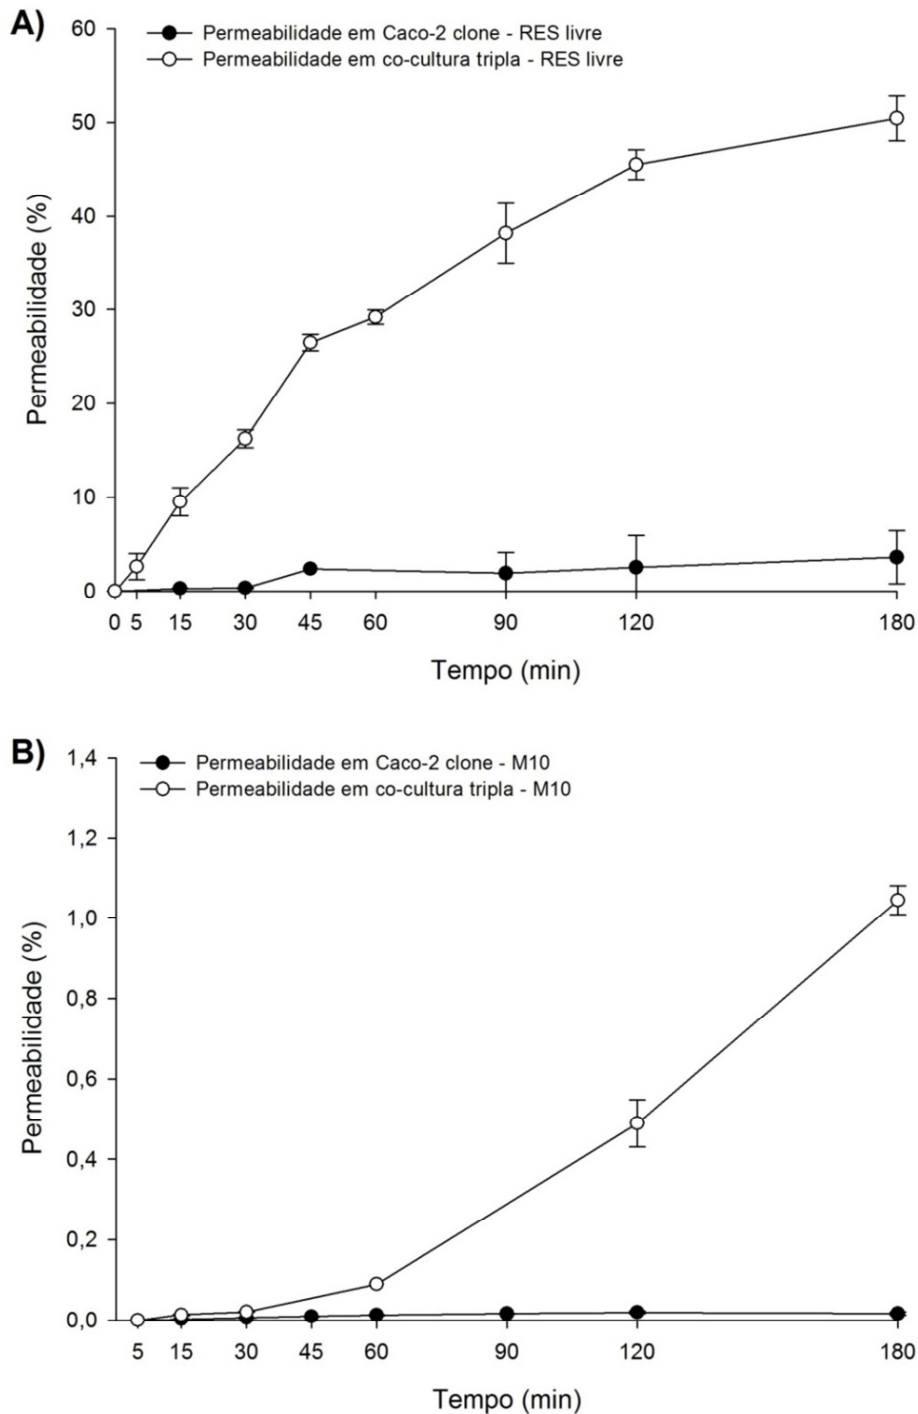 A)
Permeabilidade em Caco-2 clone - RES livre
Permeabilidade em co-cultura tripla - RES livre
Permeabilidade (%)
60
50
40
30
20
10
0
0 5 15 30 45 60 90 120 180
Tempo (min)
B)
Permeabilidade em Caco-2 clone - M10
Permeabilidade em co-cultura tripla - M10
Permeabilidade (%)
1,4
1,2
1,0
0,8
0,6
0,4
0,2
0,0
5 15 30 45 60 90 120 180
Tempo (min)